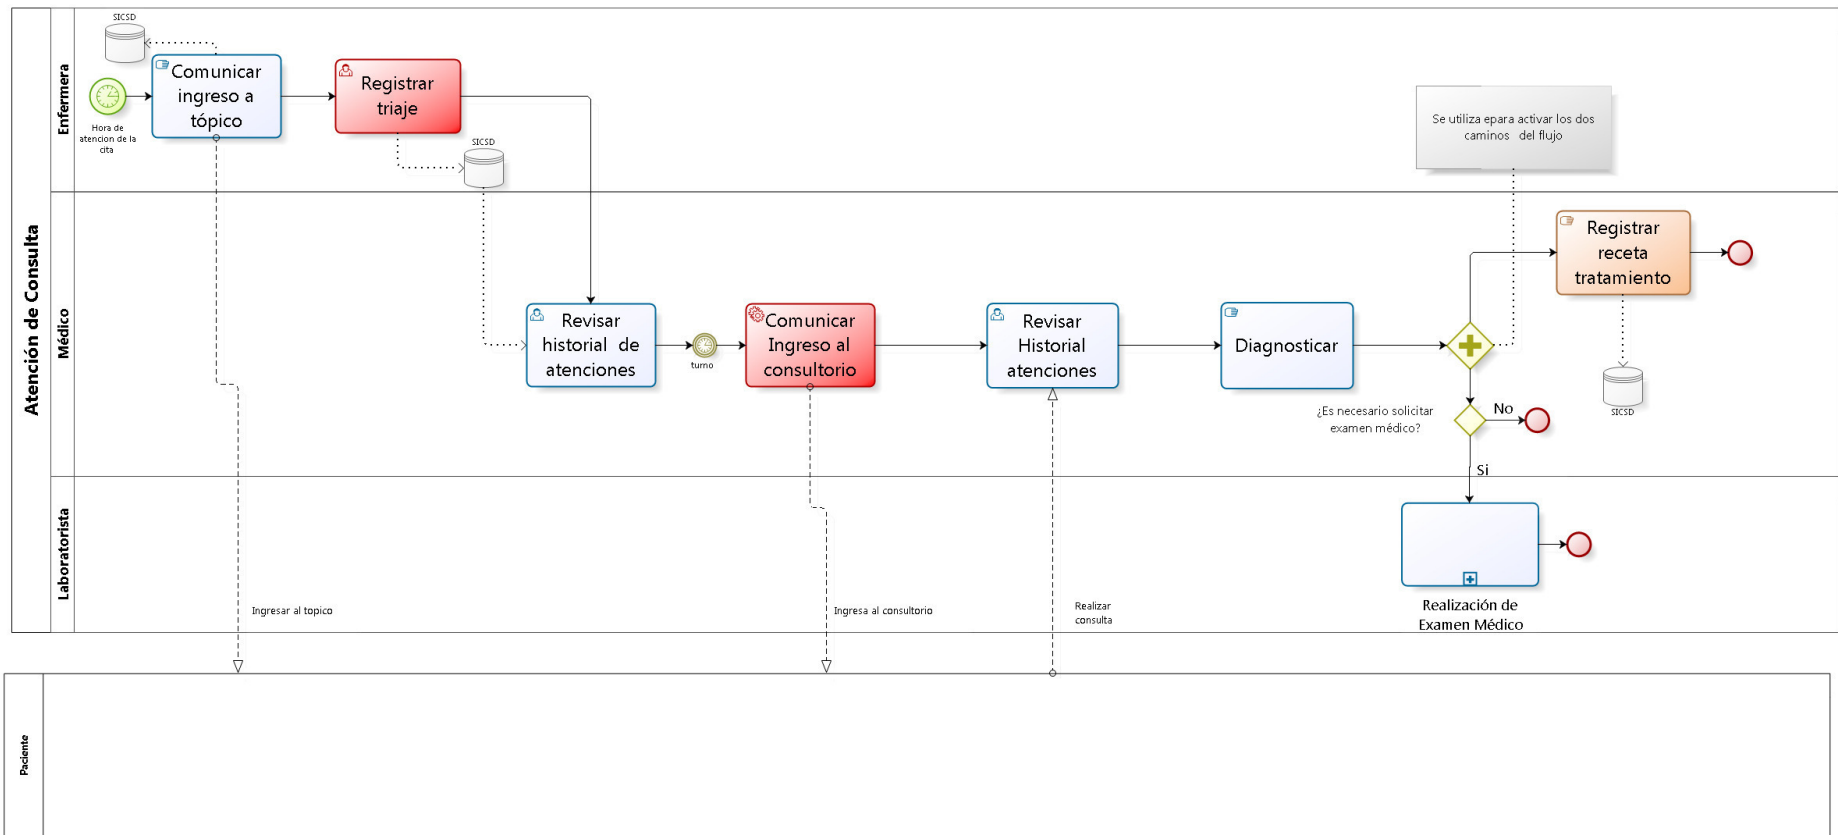 Atención de Consulta
Enfermera
SICSD
Hora de
atencion de la
cita
Comunicar
ingreso a
tópico
Registrar
triaje
SICSD
Se utiliza epara activar los dos
caminos del flujo
Médico
Revisar
historial de
atenciones
turno
Comunicar
Ingreso al
consultorio
Revisar
Historial
atenciones
Diagnosticar
Registrar
receta
tratamiento
SICSD
¿Es necesario solicitar
examen médico?
No
Si
Laboratorista
Ingresar al topico
Ingresa al consultorio
Realizar
consulta
Realización de
Examen Médico
Paciente